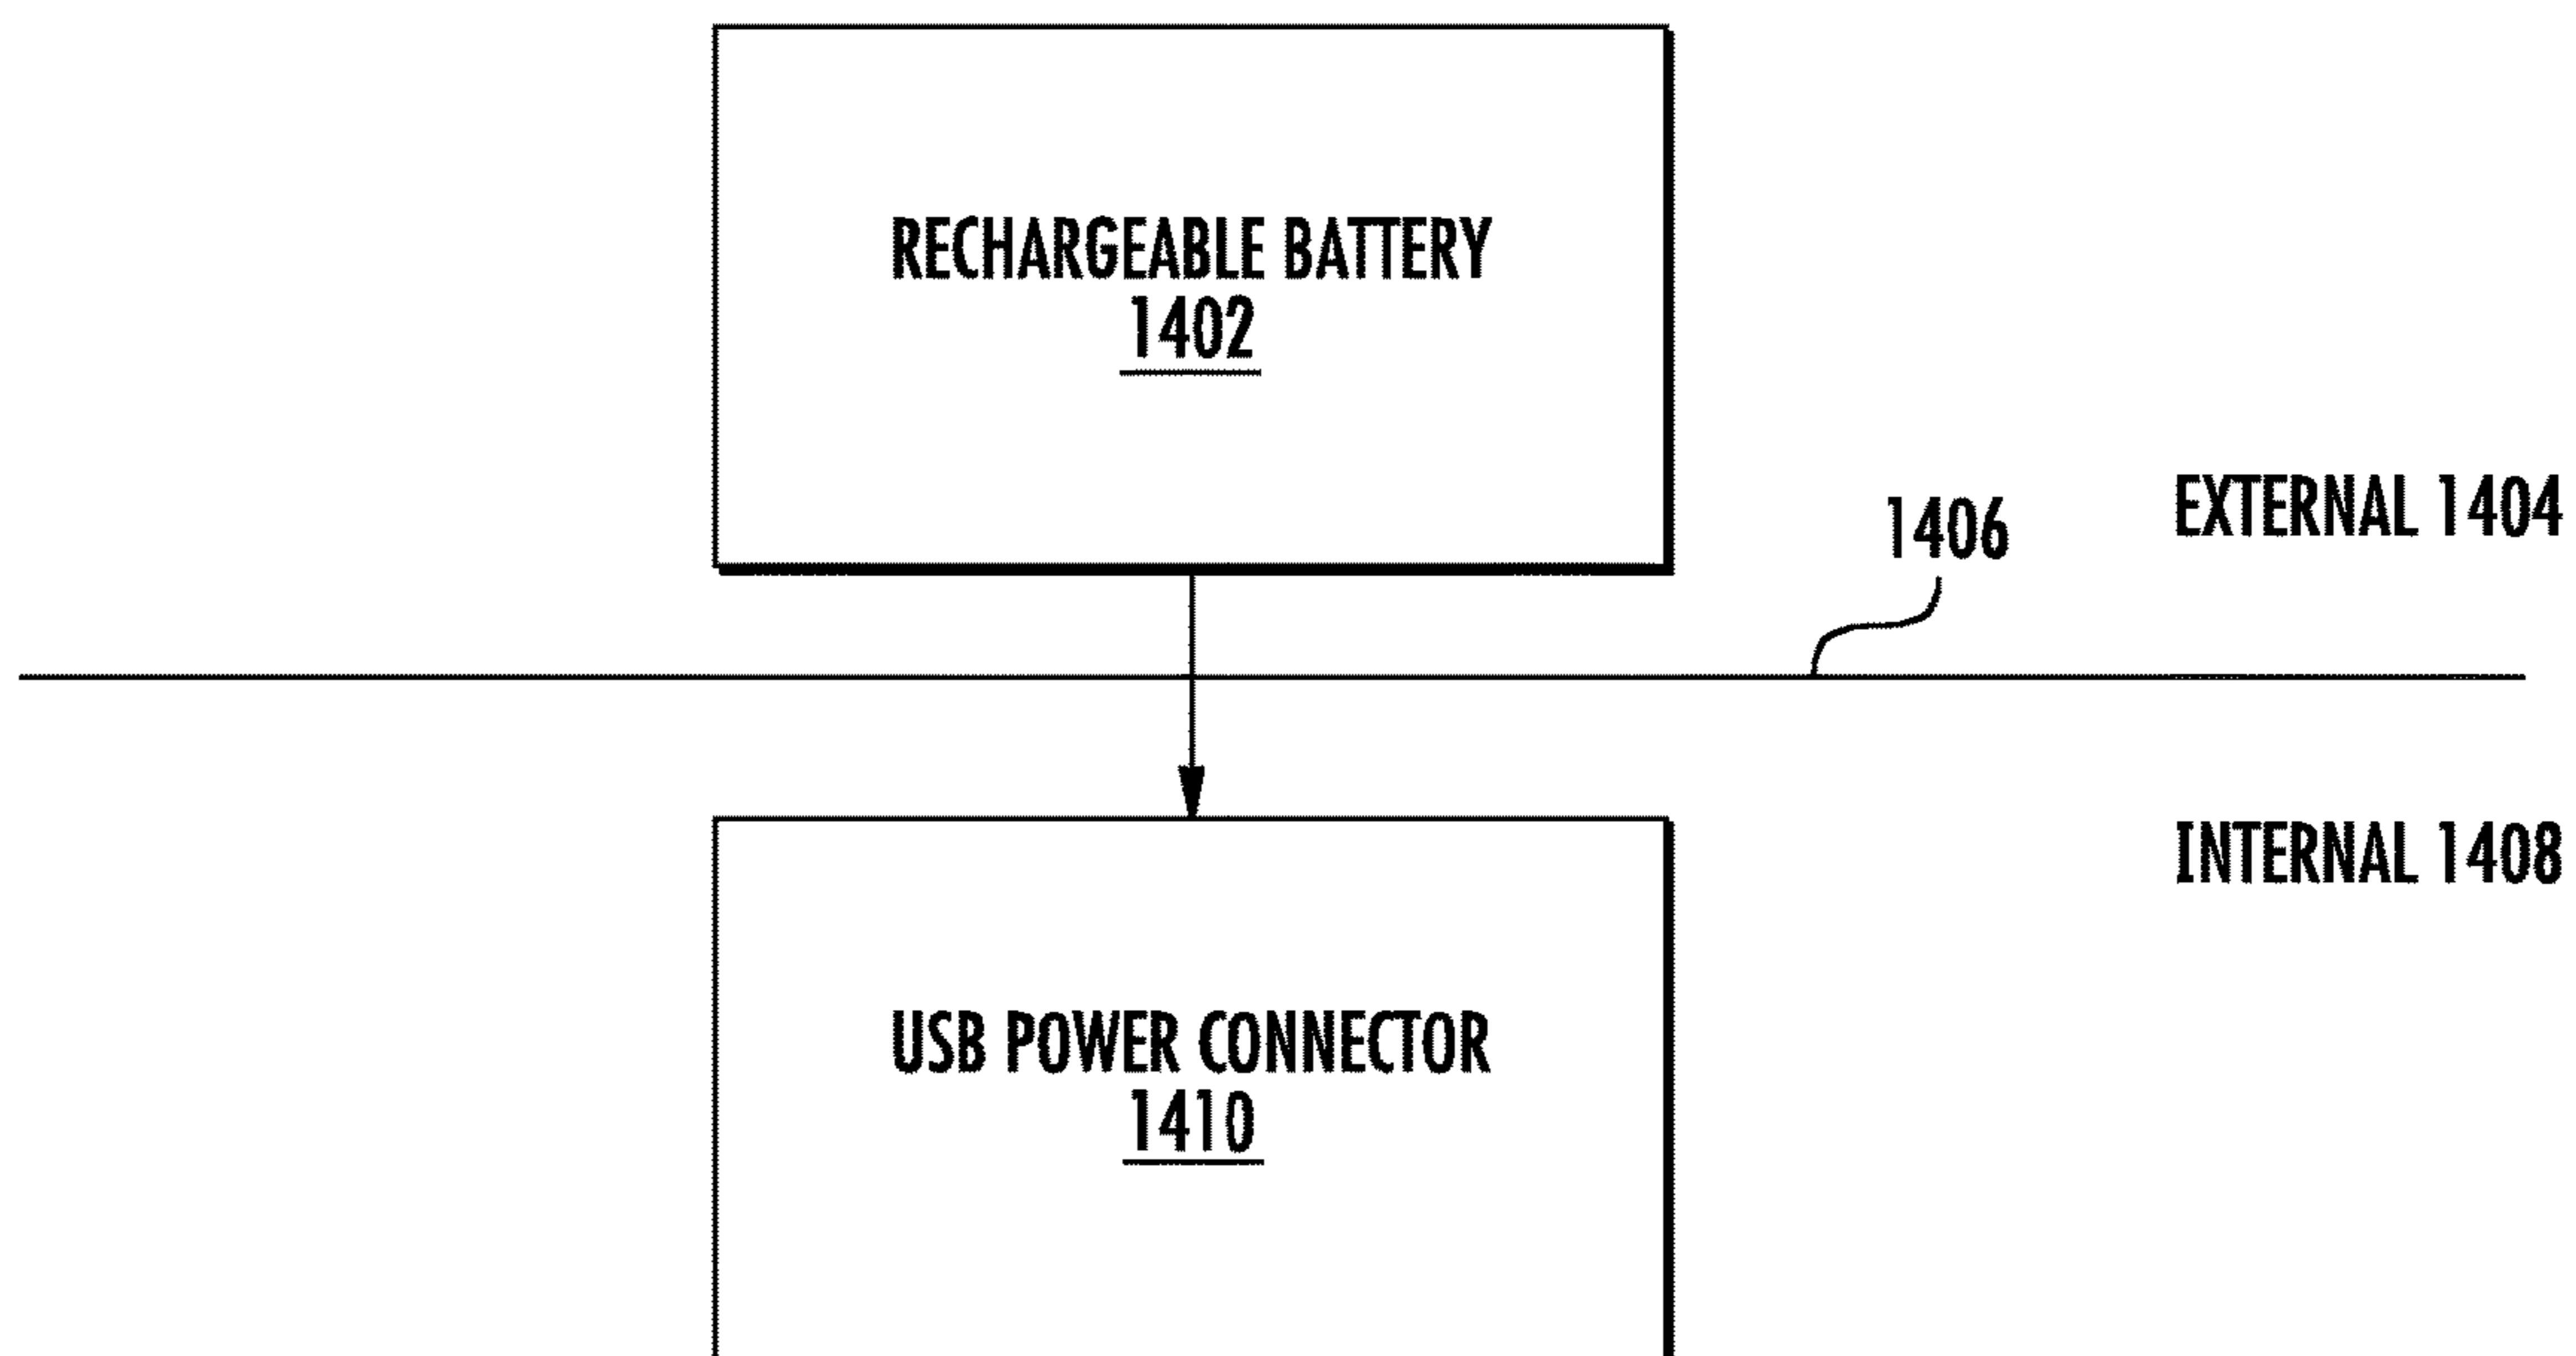 RECHARGEABLE BATTERY
1402
EXTERNAL 1404
1406
INTERNAL 1408
USB POWER CONNECTOR
1410